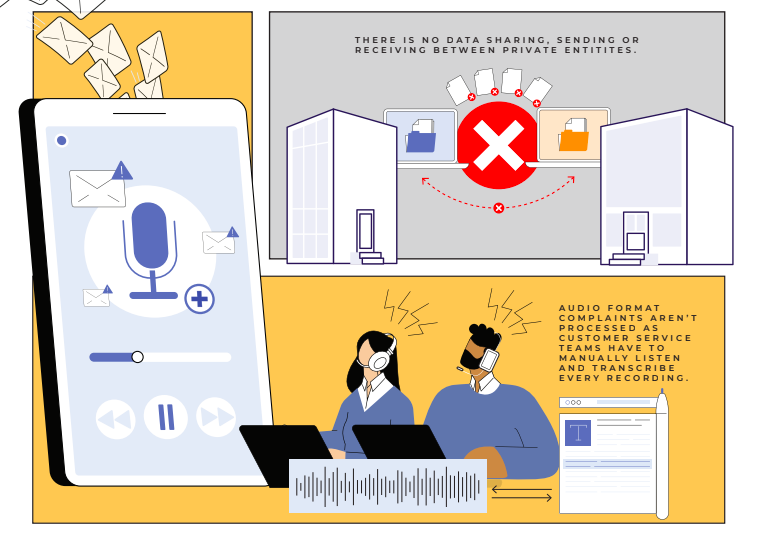 THERE IS NO DATA SHARING, SENDING OR
RECEIVING BETWEEN PRIVATE ENTITITES.
AUDIO FORMAT
COMPLAINTS AREN'T
PROCESSED AS
CUSTOMER SERVICE
TEAMS HAVE TO
MANUALLY LISTEN
AND TRANSCRIBE
EVERY RECORDING.
T